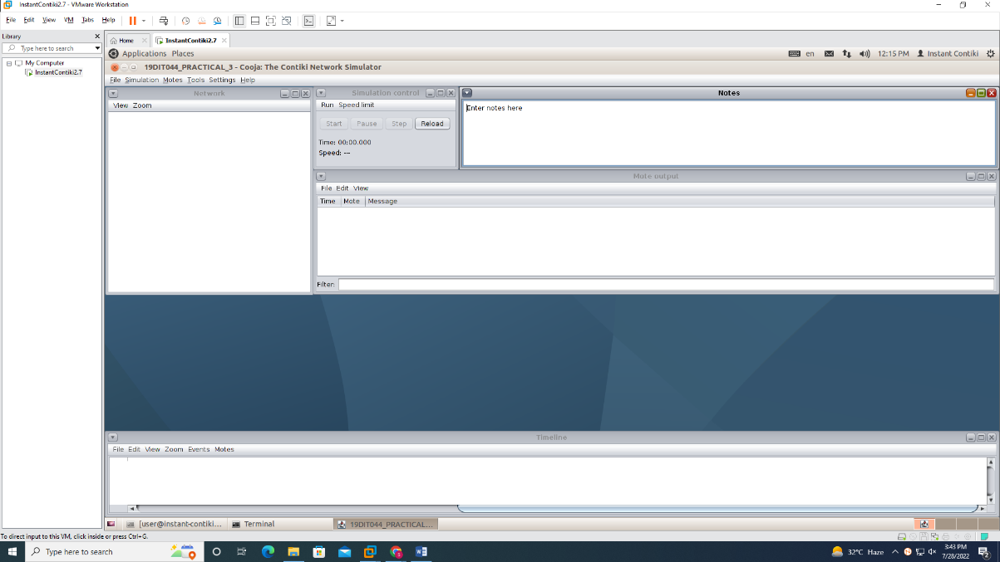 InstantContiki2.7 - VMware Workstation
File Edit View VM Tabs Help
Library
Type here to search
My Computer
InstantContiki2.7
Home
InstantContiki2.7
Applications Places
en
12:15 PM
Instant Contiki
19DIT044_PRACTICAL_3 - Cooja: The Contiki Network Simulator
File Simulation Motes Tools Settings Help
Network
View Zoom
Simulation control
Run Speed limit
Start Pause Step Reload
Time: 00:00.000
Speed: ---
Notes
Enter notes here
Mote output
File Edit View
Time Mote Message
Filter:
Timeline
File Edit View Zoom Events Motes
[user@instant-contiki...
Terminal
19DIT044_PRACTICAL...
To direct input to this VM, click inside or press Ctrl+G.
Type here to search
32°C Haze
3:43 PM
7/28/2022
2